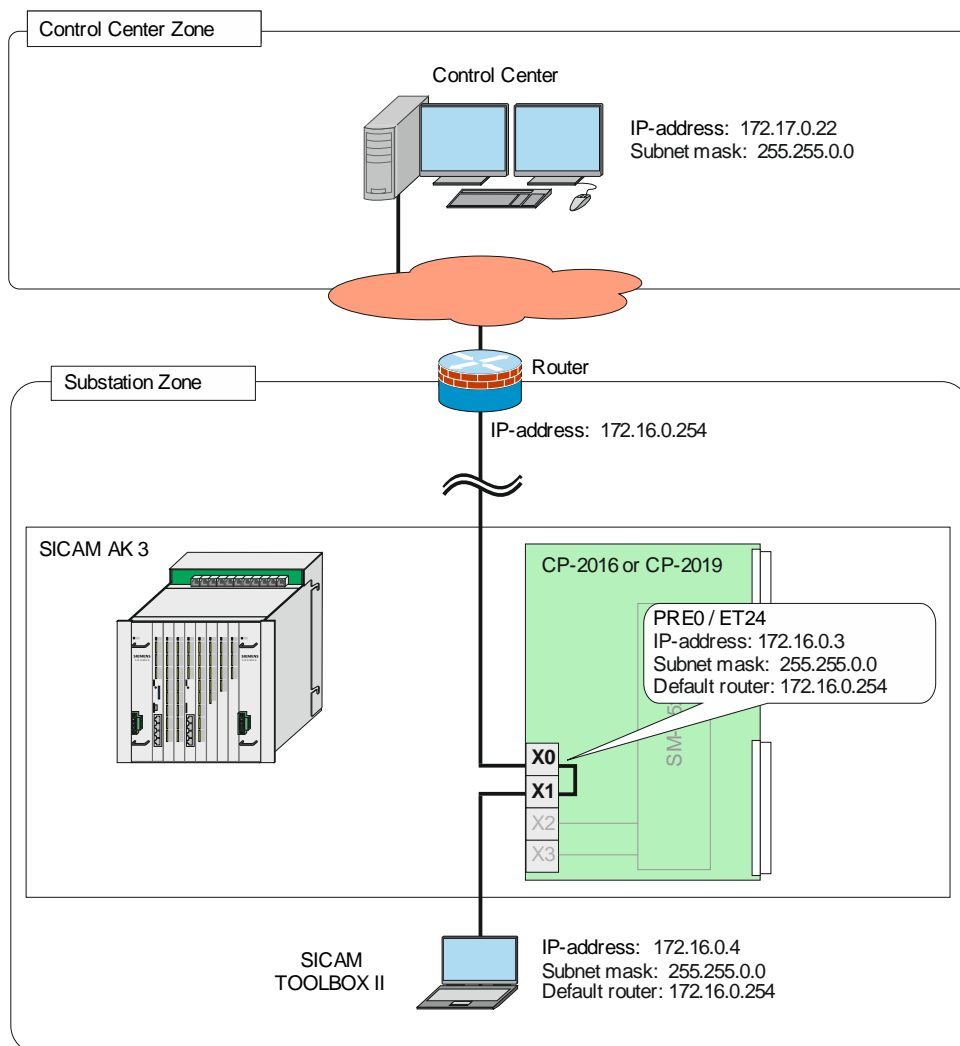 Control Center Zone
Control Center
IP-address: 172.17.0.22
Subnet mask: 255.255.0.0
Router
Substation Zone
IP-address: 172.16.0.254
SICAM AK 3
CP-2016 or CP-2019
PRE0 / ET24
IP-address: 172.16.0.3
Subnet mask: 255.255.0.0
Default router: 172.16.0.254
SIEMENS
SIEMENS
X0
X1
X2
X3
SICAM
TOOLBOX II
IP-address: 172.16.0.4
Subnet mask: 255.255.0.0
Default router: 172.16.0.254